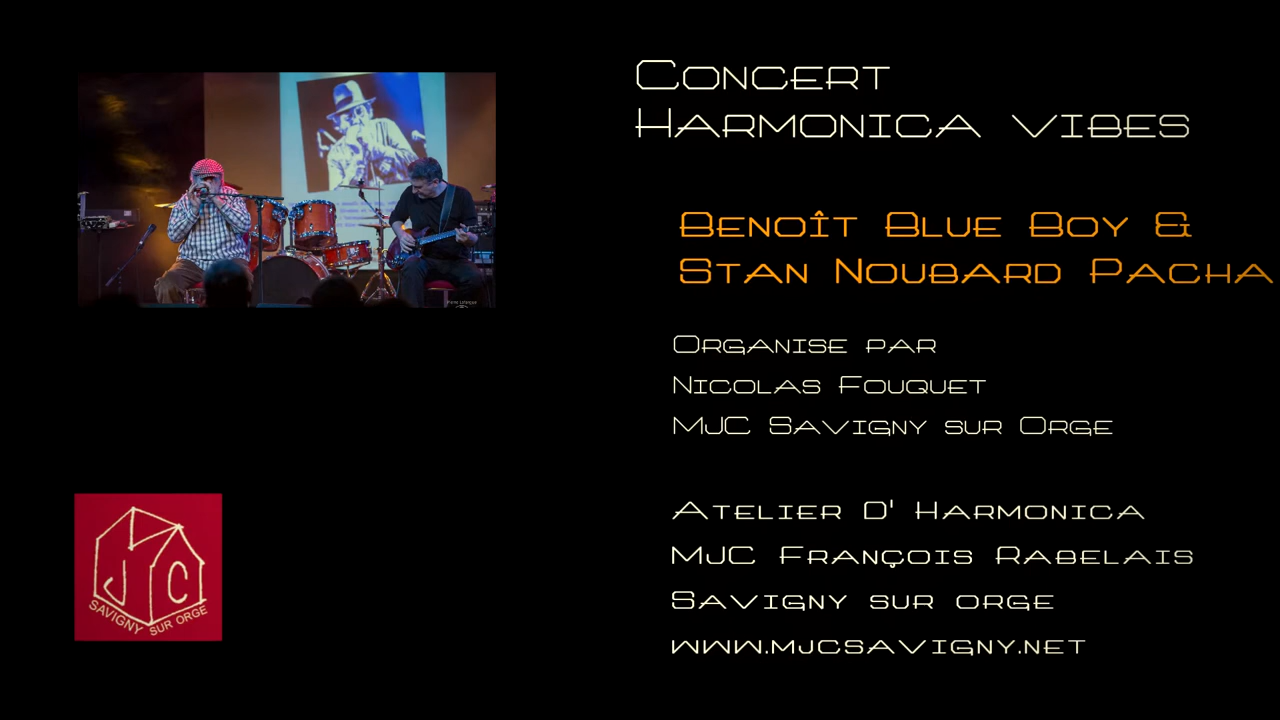 Concert
Harmonica vibes
Benoît Blue Boy &
Stan Noubard Pacha
Organise par
Nicolas Fouquet
MJC Savigny sur Orge
Atelier D' Harmonica
MJC François Rabelais
Savigny sur orge
www.mjcsavigny.net
JC
SAVIGNY SUR ORGE